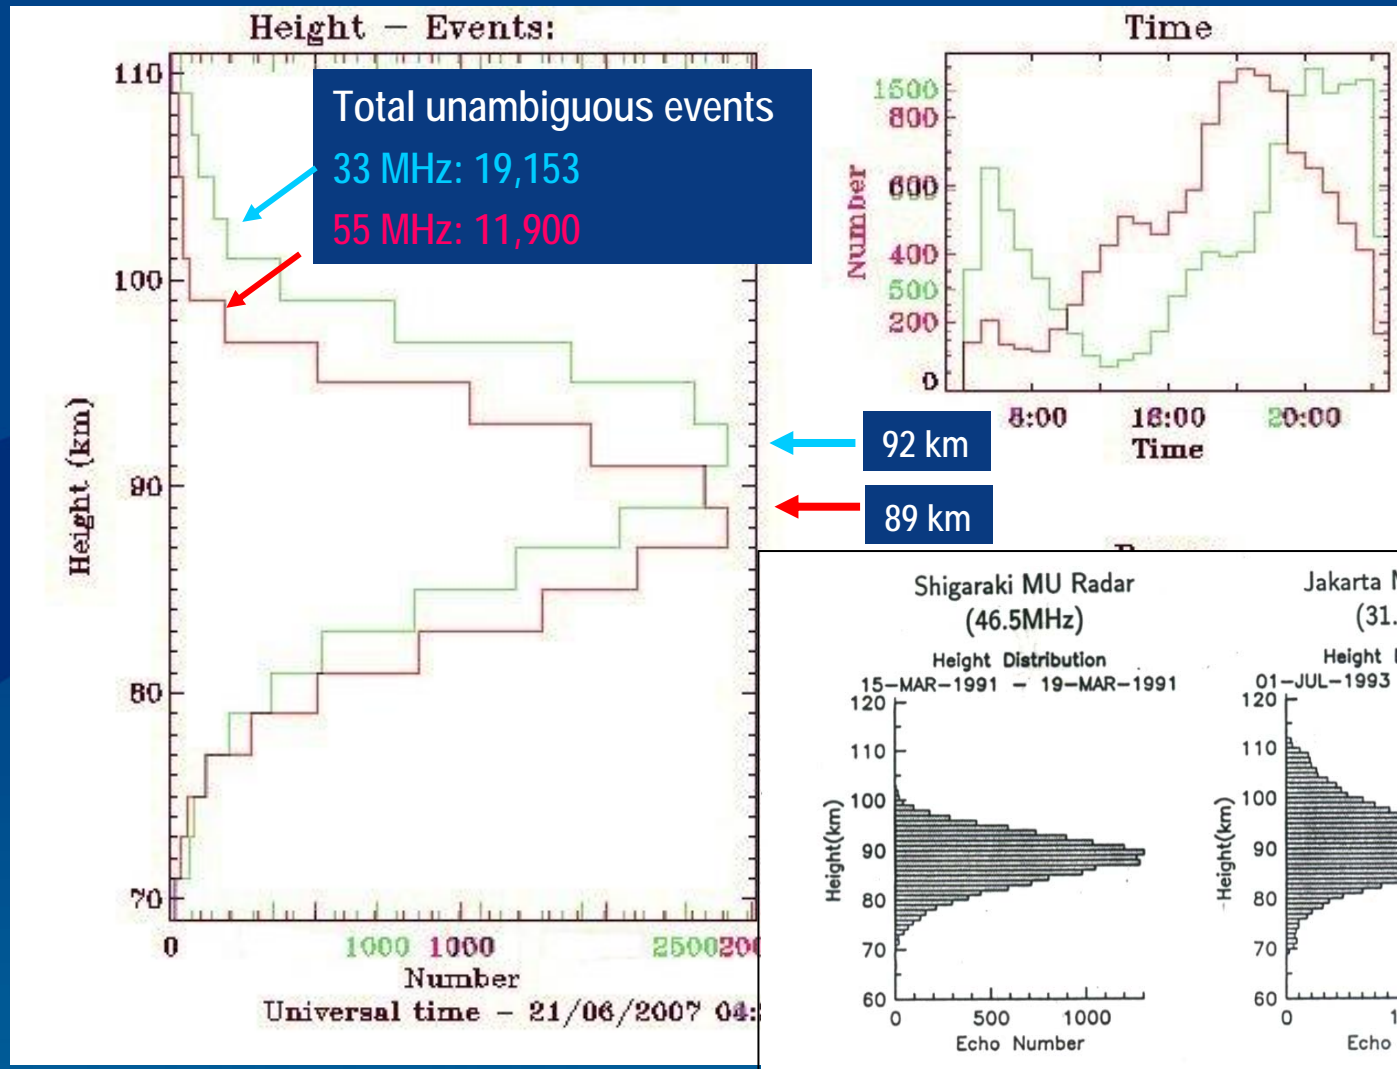 Height – Events:
Total unambiguous events
33 MHz: 19,153
55 MHz: 11,900
110
100
90
80
70
Height (km)
0
1000
1000
2500
Number
Universal time – 21/06/2007 04:
Time
1500
800
600
400
500
200
0
Number
20:00
Time
92 km
89 km
Shigaraki MU Radar
(46.5MHz)
Height Distribution
15-MAR-1991 – 19-MAR-1991
120
110
100
90
80
70
60
Height(km)
0
500
1000
Echo Number
Jakarta
(31.
Height
01-JUL-1993
120
110
100
90
80
70
60
Height(km)
0
Echo